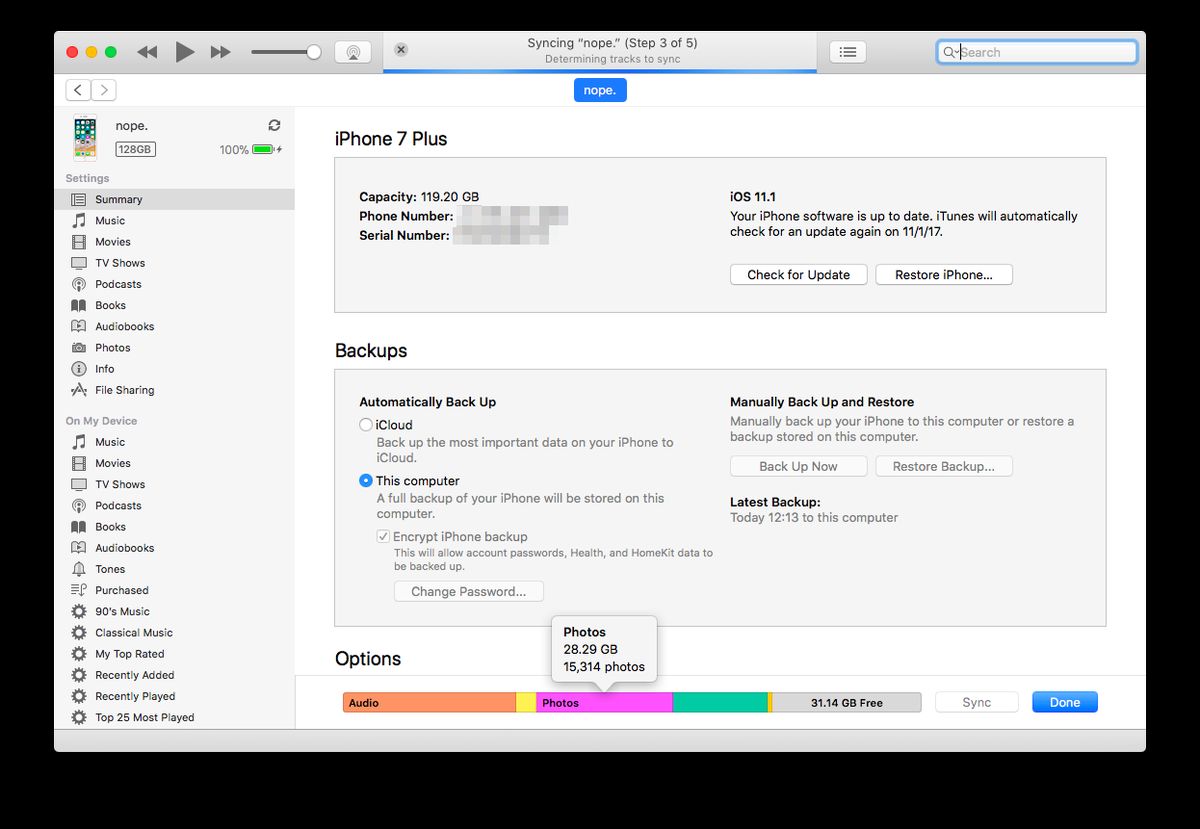 Syncing “nope.” (Step 3 of 5)
Determining tracks to sync
Search
nope.
nope.
128GB
100%
Settings
Summary
Music
Movies
TV Shows
Podcasts
Books
Audiobooks
Photos
Info
File Sharing
On My Device
Music
Movies
TV Shows
Podcasts
Books
Audiobooks
Tones
Purchased
90's Music
Classical Music
My Top Rated
Recently Added
Recently Played
Top 25 Most Played
iPhone 7 Plus
Capacity: 119.20 GB
Phone Number:
Serial Number:
iOS 11.1
Your iPhone software is up to date. iTunes will automatically
check for an update again on 11/1/17.
Check for Update
Restore iPhone...
Backups
Automatically Back Up
iCloud
Back up the most important data on your iPhone to
iCloud.
This computer
A full backup of your iPhone will be stored on this
computer.
Encrypt iPhone backup
This will allow account passwords, Health, and HomeKit data to
be backed up.
Change Password...
Manually Back Up and Restore
Manually back up your iPhone to this computer or restore a
backup stored on this computer.
Back Up Now
Restore Backup...
Latest Backup:
Today 12:13 to this computer
Options
Photos
28.29 GB
15,314 photos
Audio
Photos
31.14 GB Free
Sync
Done